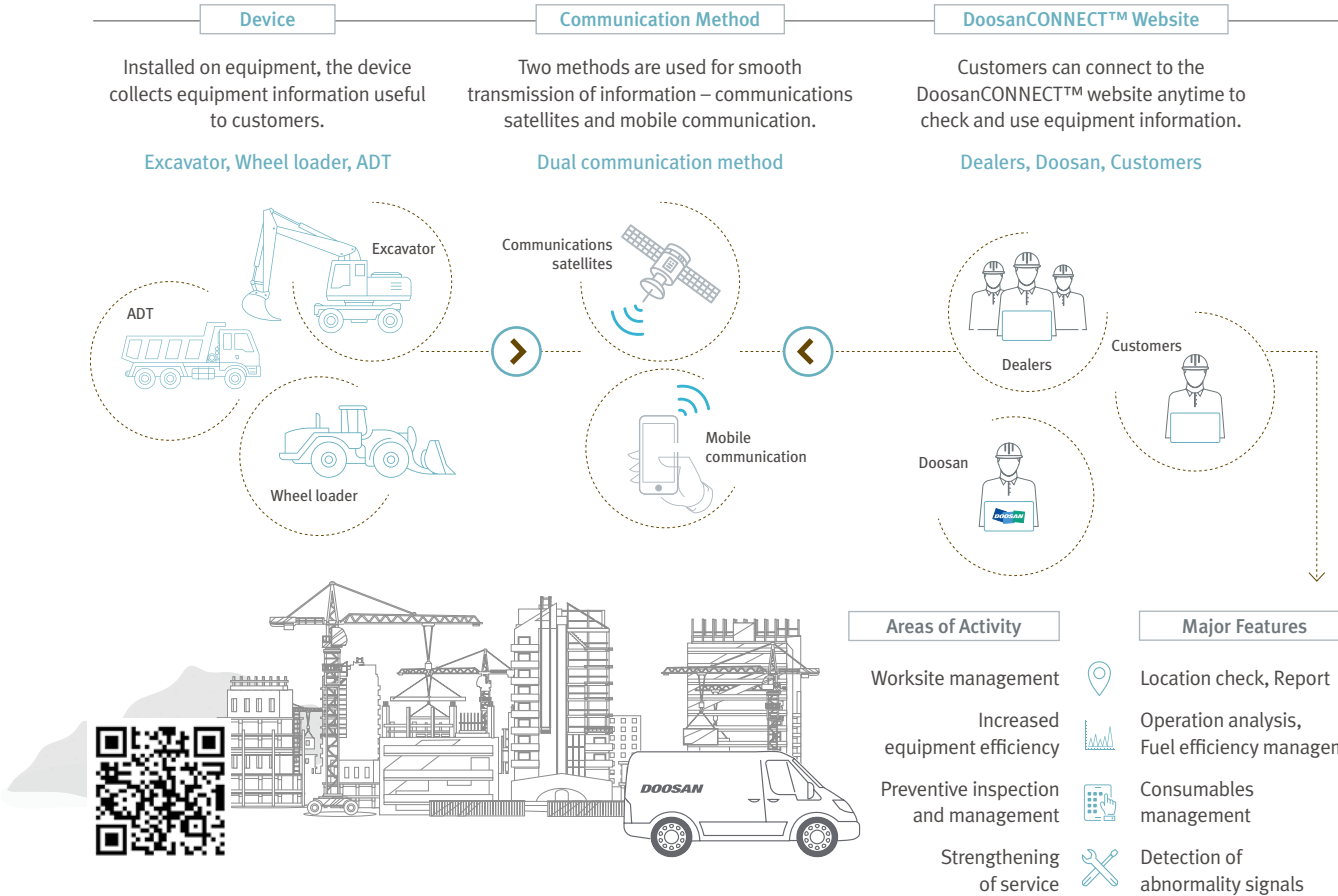 Device
Communication Method
DoosanCONNECT™ Website
Installed on equipment, the device
collects equipment information useful
to customers.
Two methods are used for smooth
transmission of information – communications
satellites and mobile communication.
Customers can connect to the
DoosanCONNECT™ website anytime to
check and use equipment information.
Excavator, Wheel loader, ADT
Dual communication method
Dealers, Doosan, Customers
Excavator
ADT
Wheel loader
Communications
satellites
Mobile
communication
Dealers
Customers
Doosan
DOOSAN
DOOSAN
Areas of Activity
Major Features
Worksite management
Location check, Report
Increased
equipment efficiency
Operation analysis,
Fuel efficiency managem
Preventive inspection
and management
Consumables
management
Strengthening
of service
Detection of
abnormality signals